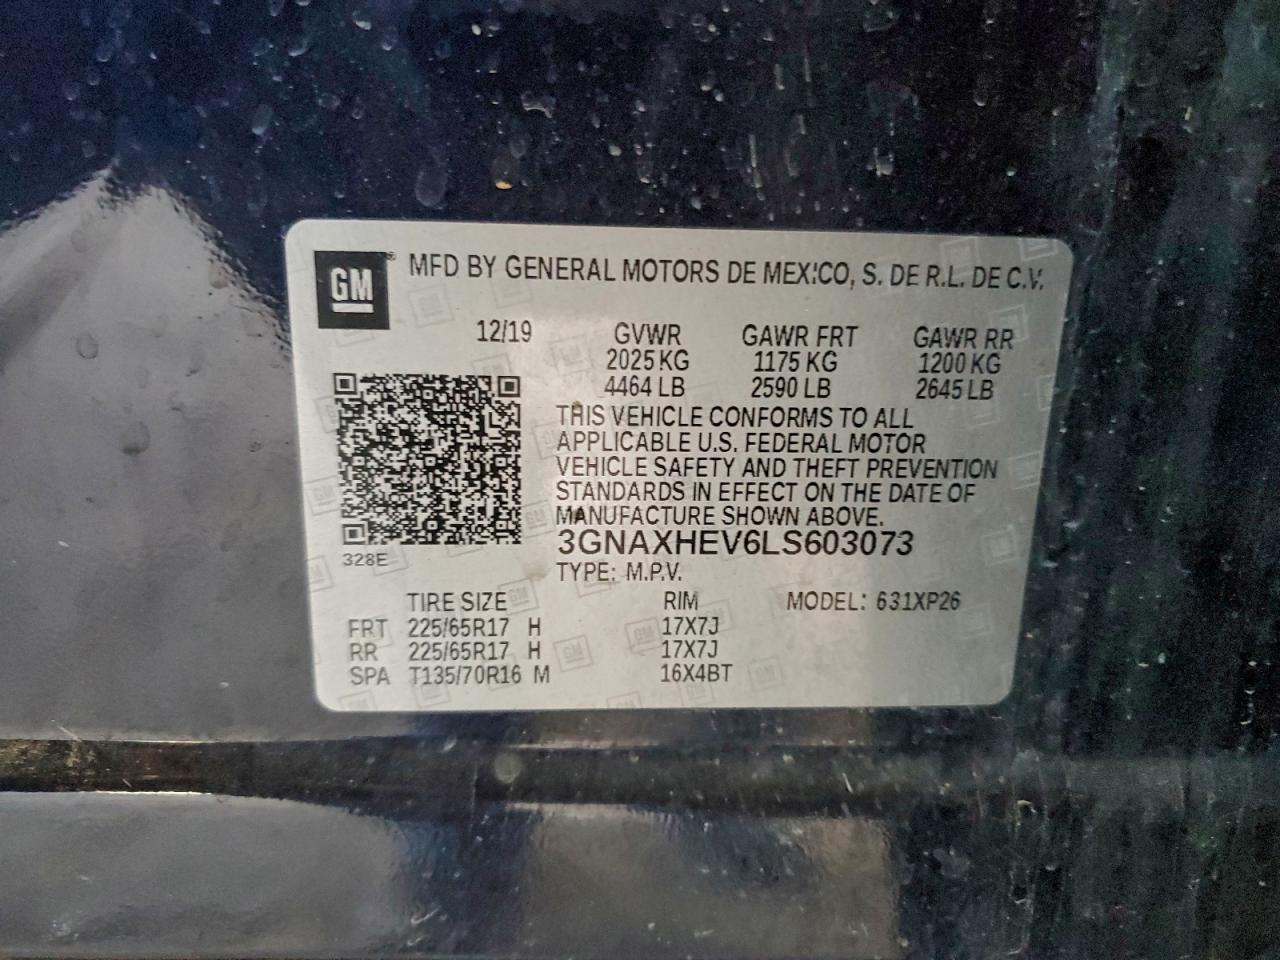 GM MFD BY GENERAL MOTORS DE MEXICO, S. DE R.L. DE C.V.
12/19 GVWR GAWR FRT GAWR RR
2025 KG 1175 KG 1200 KG
4464 LB 2590 LB 2645 LB
THIS VEHICLE CONFORMS TO ALL
APPLICABLE U.S. FEDERAL MOTOR
VEHICLE SAFETY AND THEFT PREVENTION
STANDARDS IN EFFECT ON THE DATE OF
MANUFACTURE SHOWN ABOVE.
3GNAXHEV6LS603073
328E
TYPE: M.P.V.
TIRE SIZE RIM MODEL: 631XP26
FRT 225/65R17 H 17X7J
RR 225/65R17 H 17X7J
SPA T135/70R16 M 16X4BT